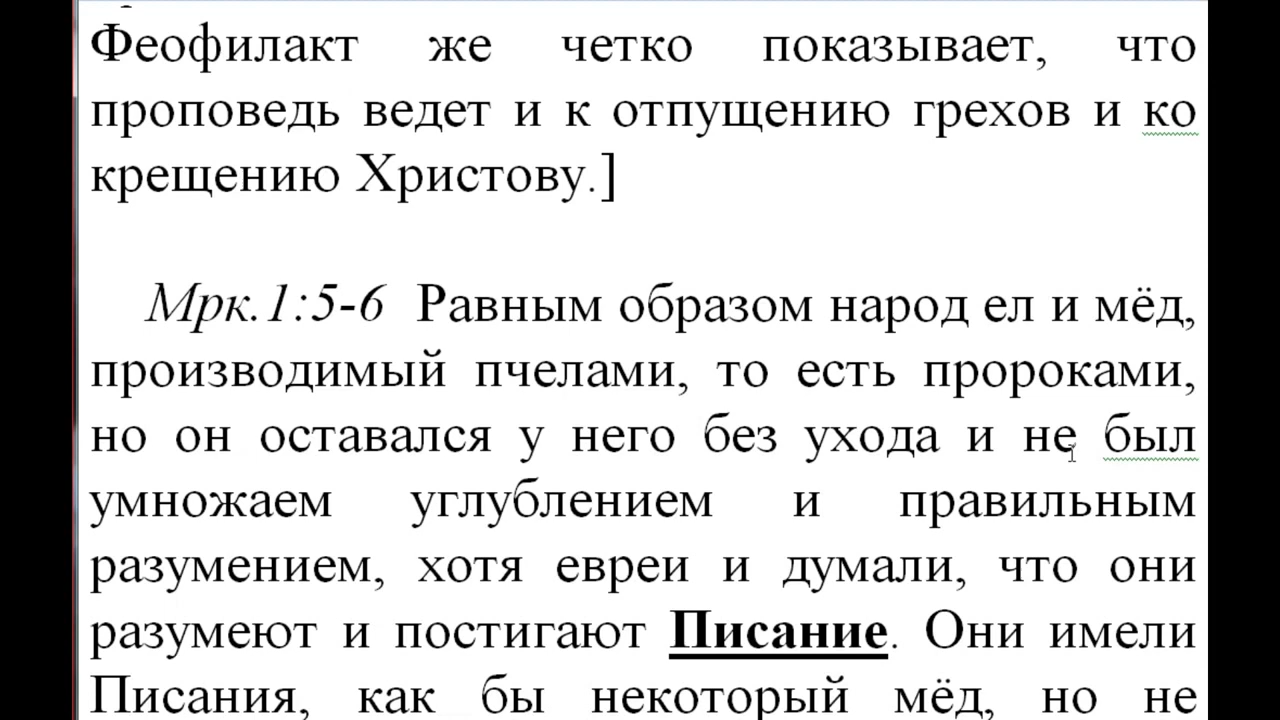 Феофилакт же четко показывает, что
проповедь ведет и к отпущению грехов и ко
крещению Христову.]
Мрк.1:5-6 Равным образом народ ел и мёд,
производимый пчелами, то есть пророками,
но он оставался у него без ухода и не был
умножаем углублением и правильным
разумением, хотя евреи и думали, что они
разумеют и постигают Писание. Они имели
Писания, как бы некоторый мёд, но не